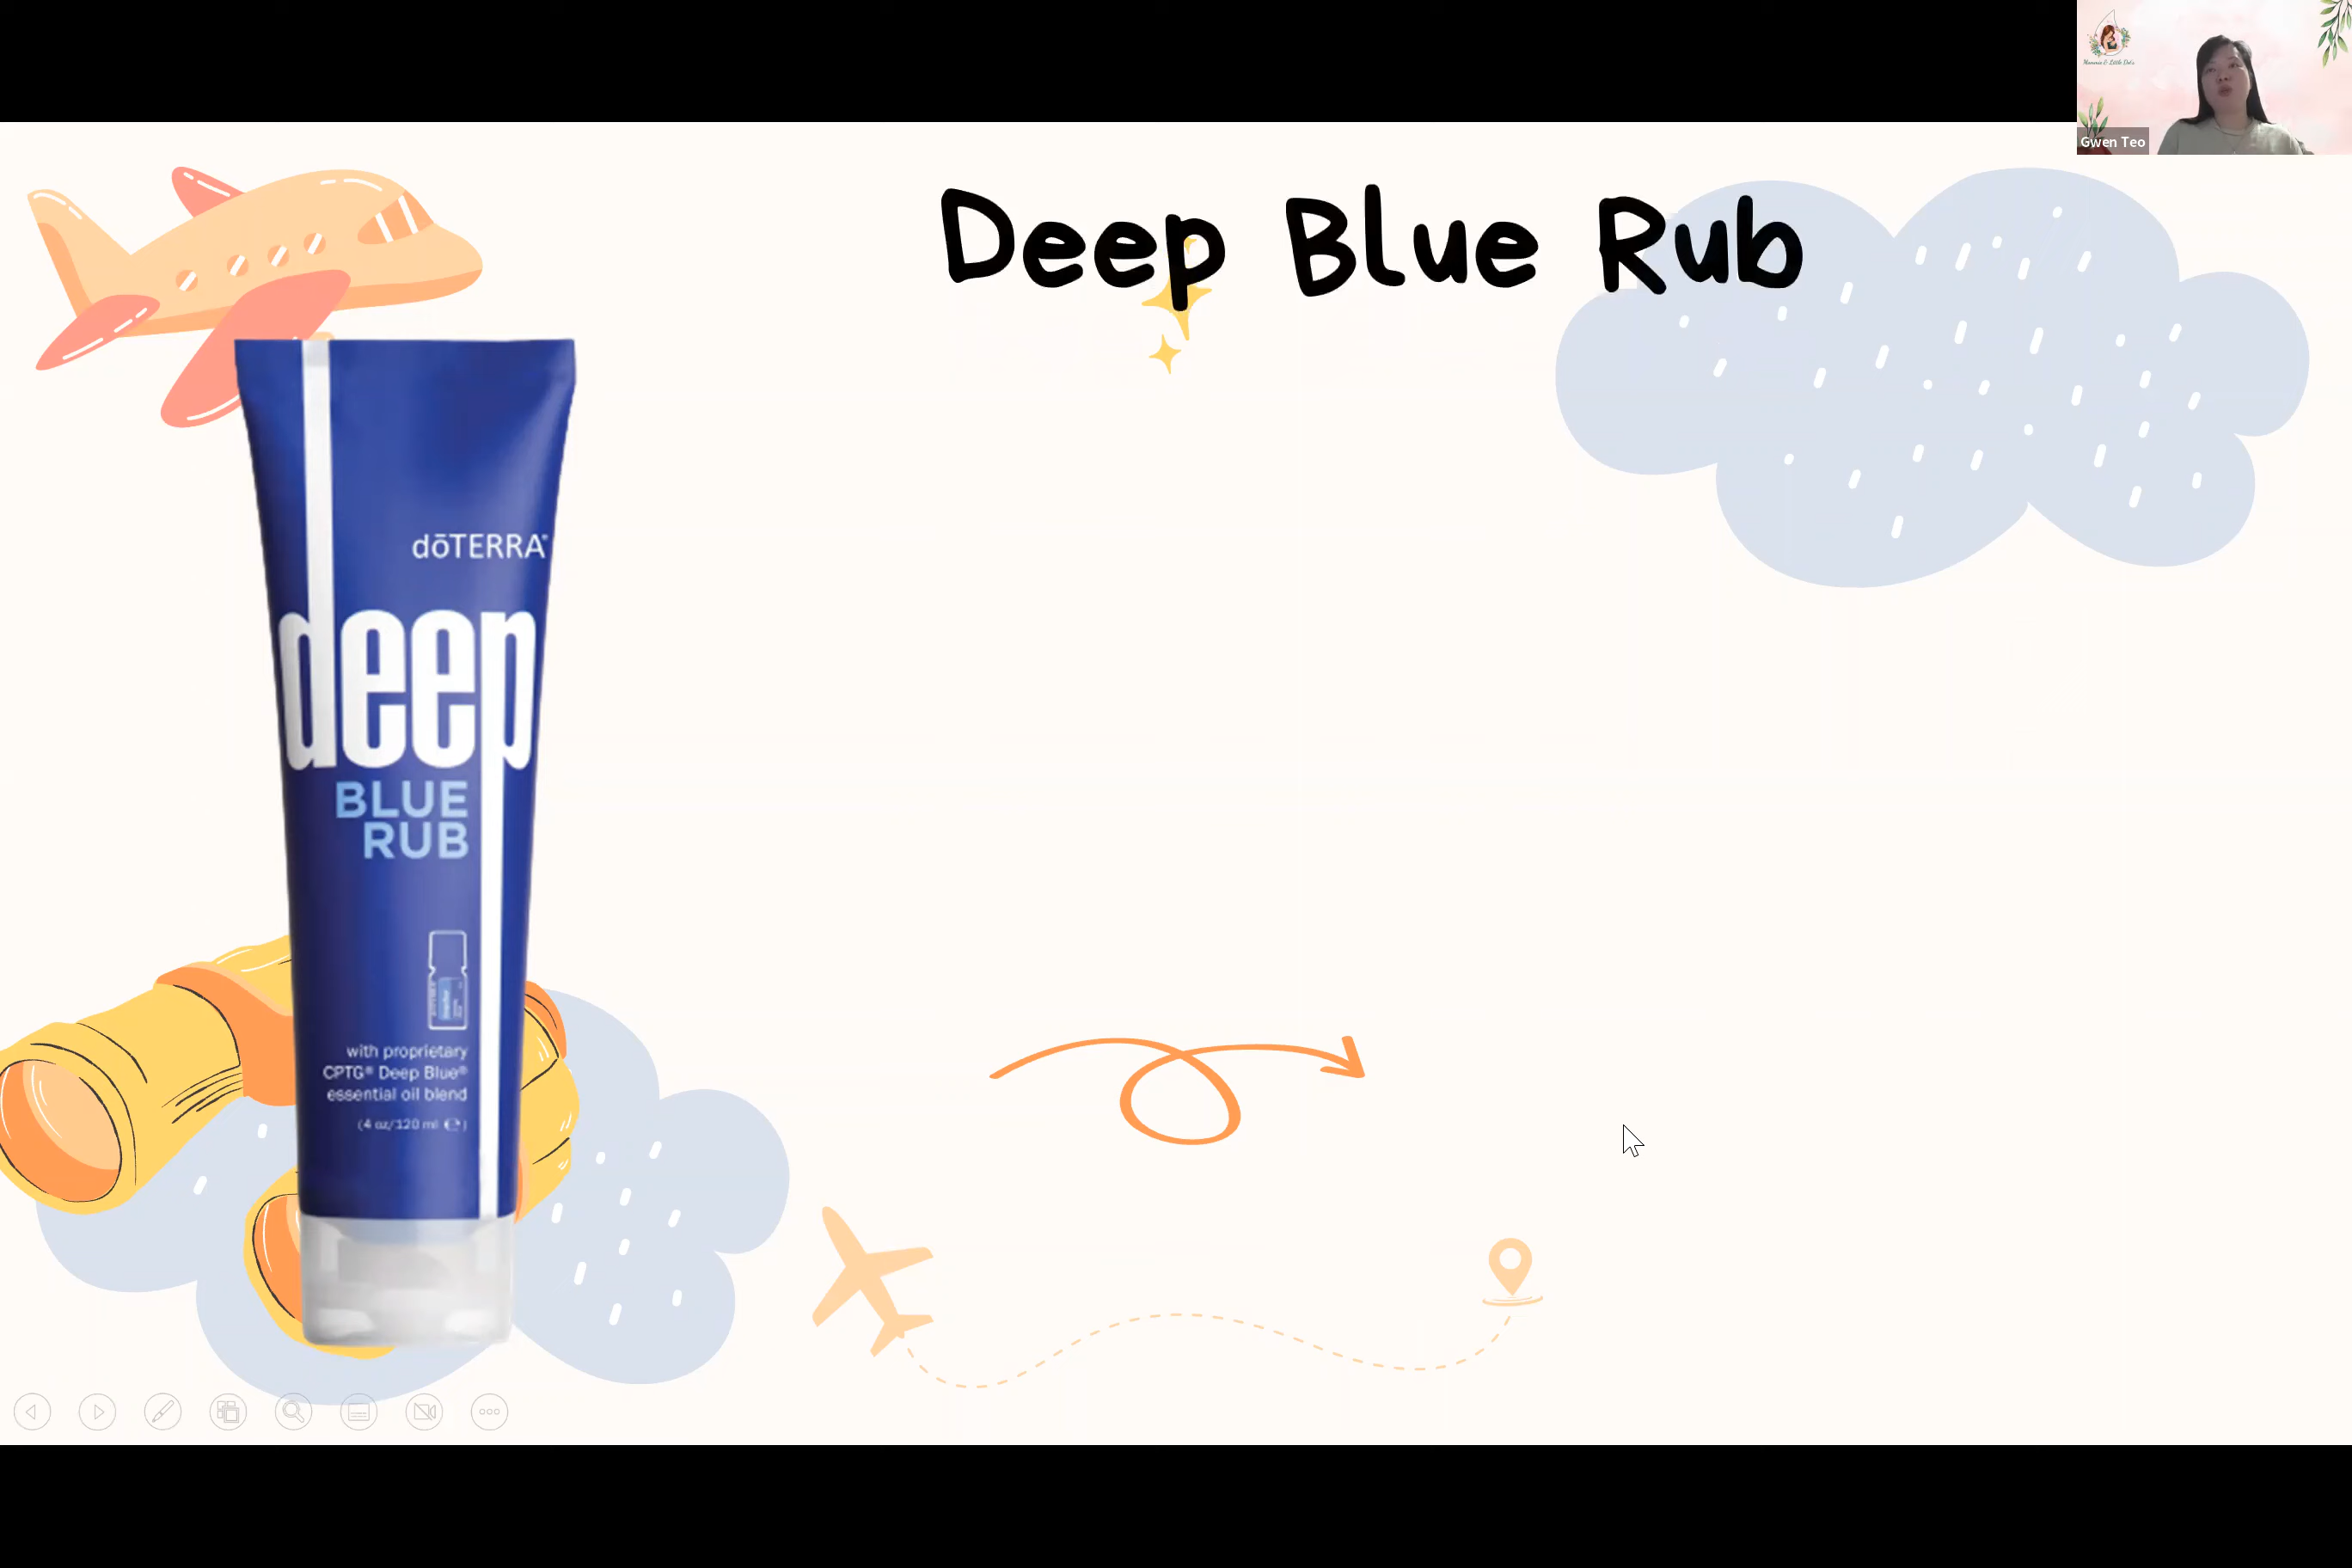 Gwen Teo
Deep Blue Rub
dōTERRA®
deep
BLUE
RUB
with proprietary
CPTG® Deep Blue®
essential oil blend
(4 oz/120 ml ℮)